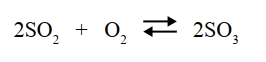 2SO₂ + O₂ ⇄ 2SO₃